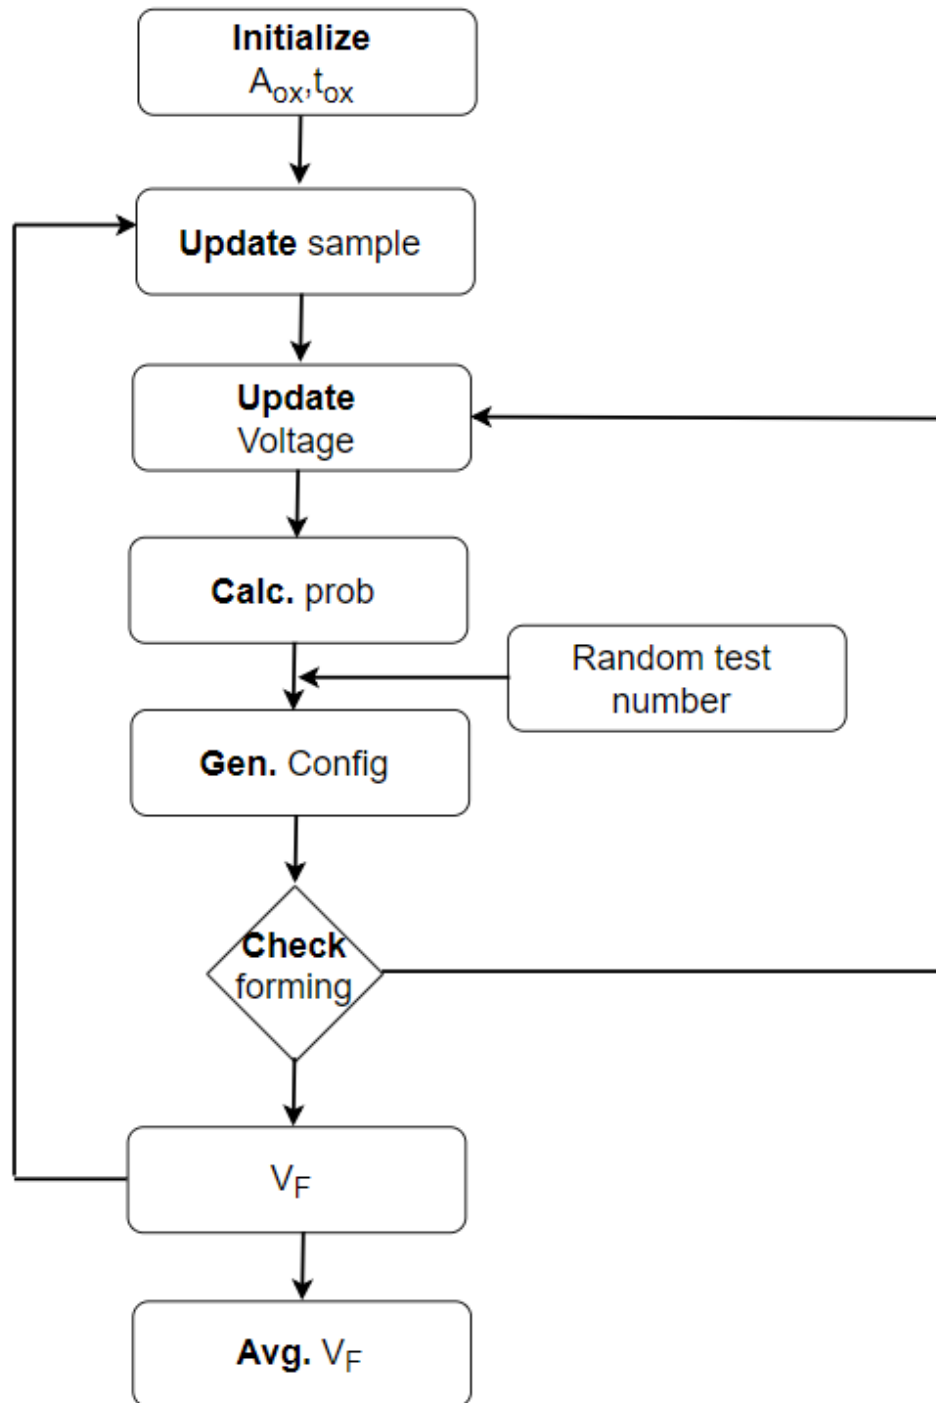 Initialize
Aox,tox
Update sample
Update
Voltage
Calc. prob
Random test
number
Gen. Config
Check
forming
VF
Avg. VF